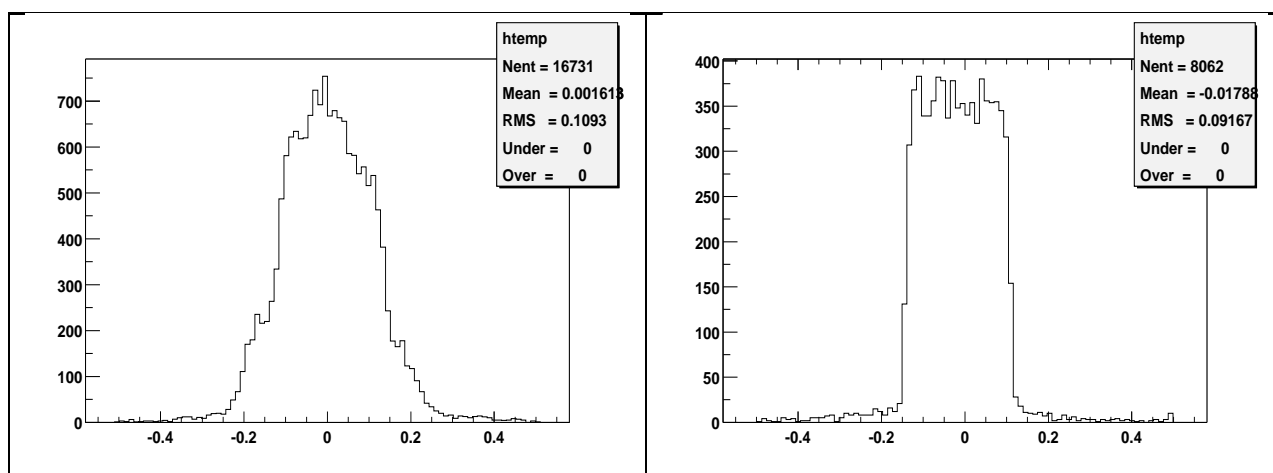 htemp
Nent = 16731
Mean = 0.001613
RMS = 0.1093
Under = 0
Over = 0
700
600
500
400
300
200
100
0
-0.4 -0.2 0 0.2 0.4
htemp
Nent = 8062
Mean = -0.01788
RMS = 0.09167
Under = 0
Over = 0
400
350
300
250
200
150
100
50
0
-0.4 -0.2 0 0.2 0.4